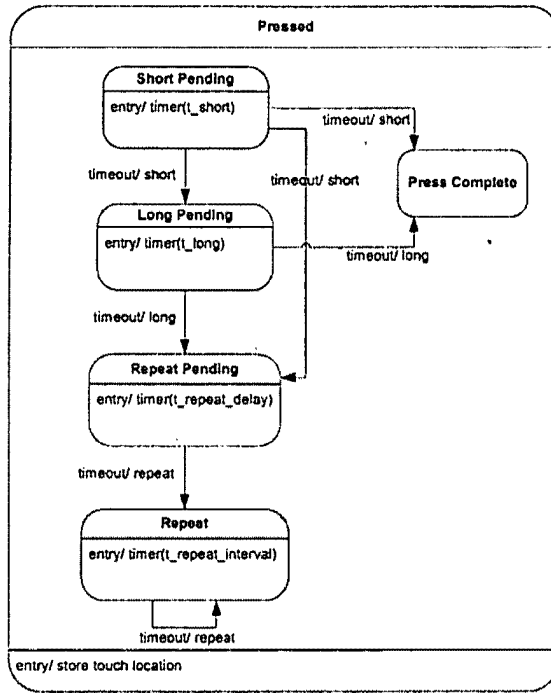 Pressed
Short Pending
entry/ timer(t_short)
timeout/ short
timeout/ short
timeout/ short
Press Complete
Long Pending
entry/ timer(t_long)
timeout/ long
timeout/ long
Repeat Pending
entry/ timer(t_repeat_delay)
timeout/ repeat
Repeat
entry/ timer(t_repeat_interval)
timeout/ repeat
entry/ store touch location